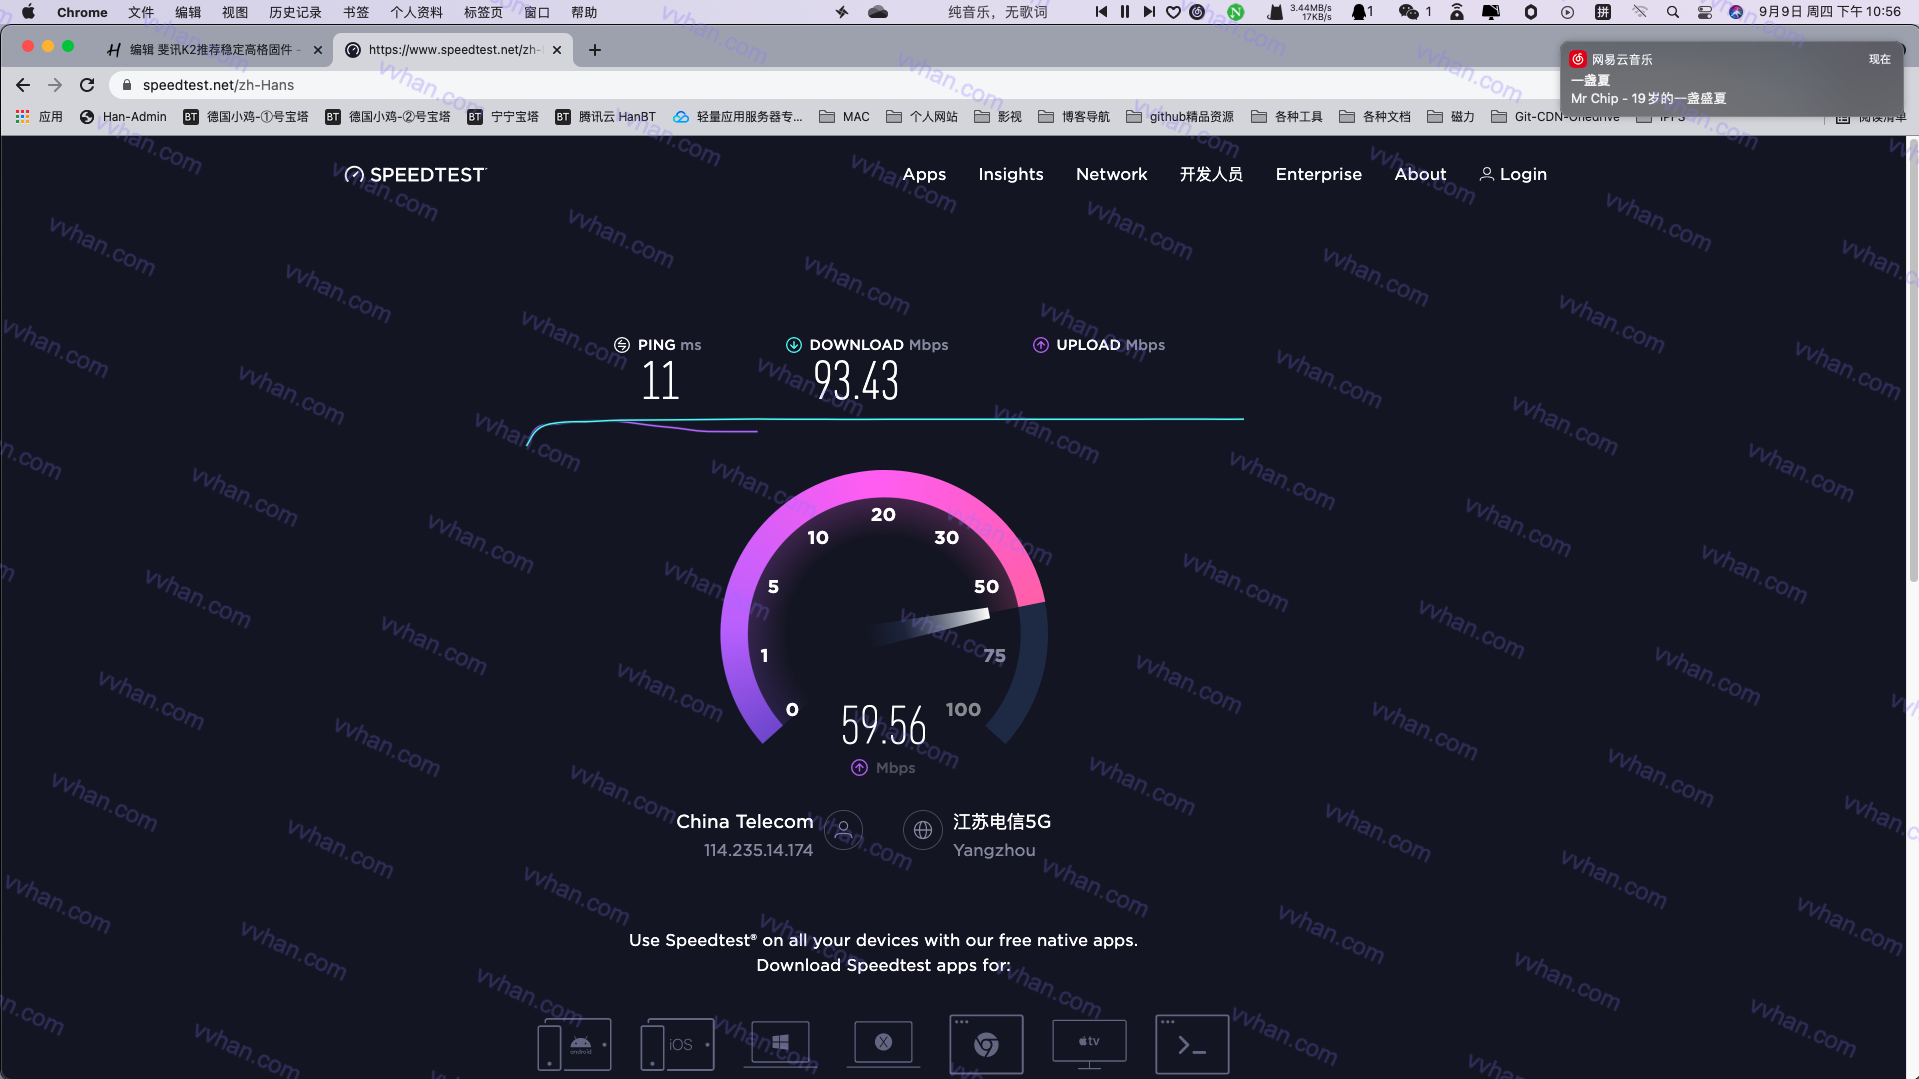 Chrome 文件 编辑 视图 历史记录 书签 个人资料 标签页 窗口 帮助 纯音乐，无歌词 3.44MB/s 17KB/s 1 1 拼 9月9日 周四 下午 10:56
编辑 斐讯K2推荐稳定高格固件 - https://www.speedtest.net/zh-
网易云音乐 现在
一盏夏
Mr Chip - 19岁的一盏盛夏
speedtest.net/zh-Hans
应用 Han-Admin BT 德国小鸡-①号宝塔 BT 德国小鸡-②号宝塔 BT 宁宁宝塔 BT 腾讯云 HanBT 轻量应用服务器专... MAC 个人网站 影视 博客导航 github精品资源 各种工具 各种文档 磁力 Git-CDN-Onedrive IPFS 阅读清单
SPEEDTEST Apps Insights Network 开发人员 Enterprise About Login
PING ms DOWNLOAD Mbps UPLOAD Mbps
11 93.43
20
10 30
5 50
1 75
0 100
59.56
Mbps
China Telecom 江苏电信5G
114.235.14.174 Yangzhou
Use Speedtest® on all your devices with our free native apps.
Download Speedtest apps for:
android iOS tv
vvhan.com